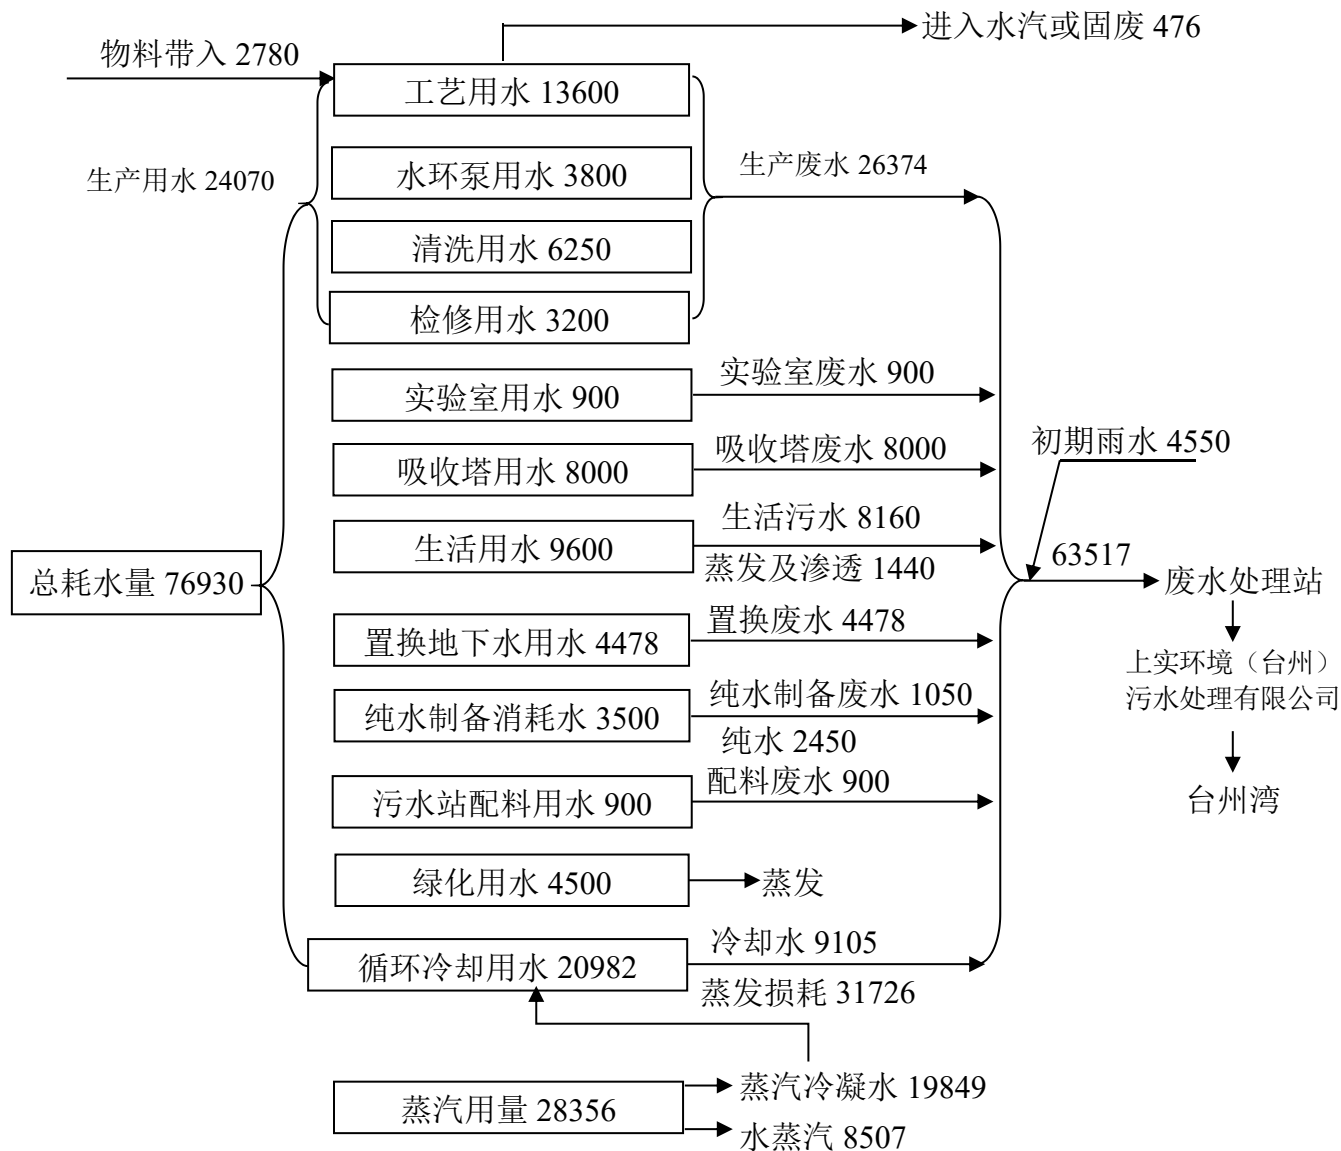 进入水汽或固废 476
物料带入 2780
工艺用水 13600
生产用水 24070
水环泵用水 3800
生产废水 26374
清洗用水 6250
检修用水 3200
实验室用水 900
实验室废水 900
吸收塔用水 8000
吸收塔废水 8000
初期雨水 4550
生活用水 9600
生活污水 8160
蒸发及渗透 1440
总耗水量 76930
63517
废水处理站
置换地下水用水 4478
置换废水 4478
上实环境（台州）
污水处理有限公司
纯水制备消耗水 3500
纯水制备废水 1050
纯水 2450
污水站配料用水 900
配料废水 900
台州湾
绿化用水 4500
蒸发
循环冷却用水 20982
冷却水 9105
蒸发损耗 31726
蒸汽用量 28356
蒸汽冷凝水 19849
水蒸汽 8507